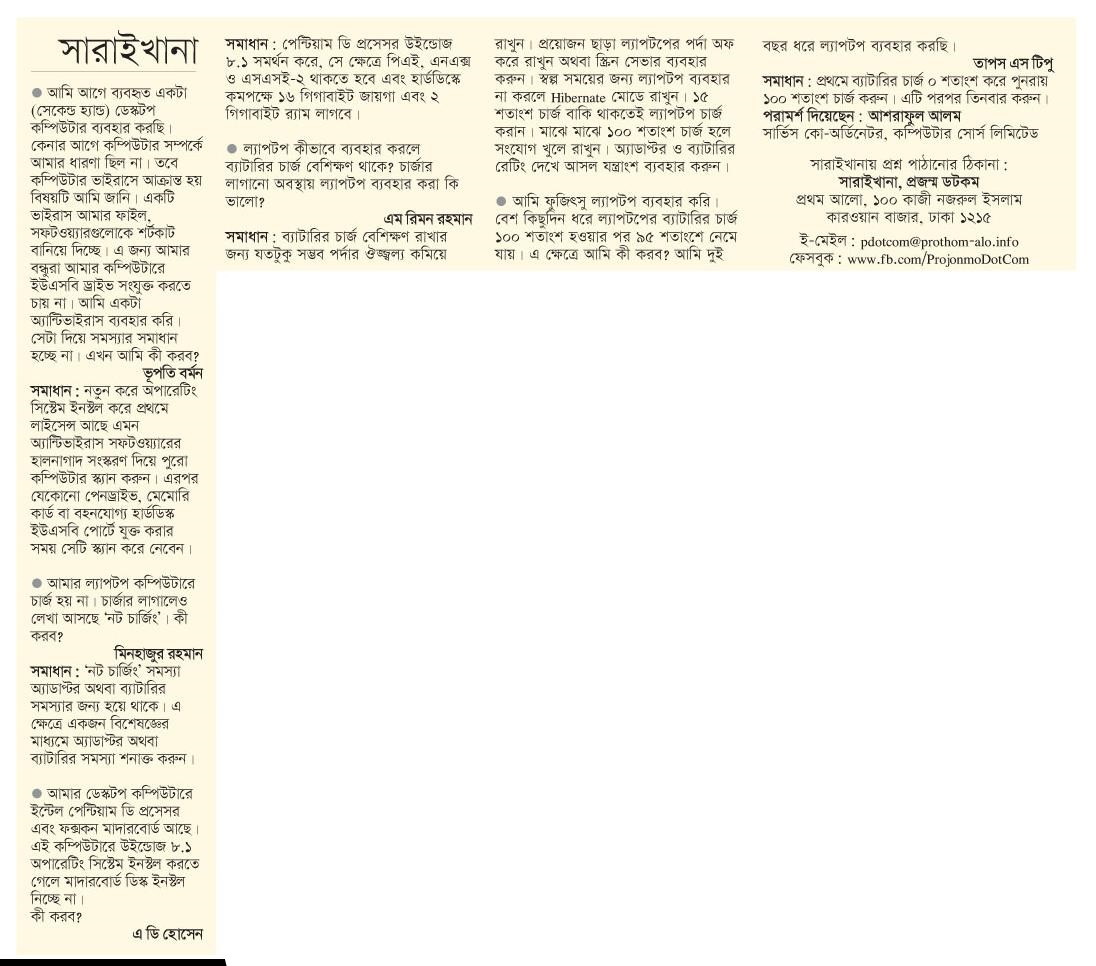 সারাইখানা
● আমি আগে ব্যবহৃত একটা
(সেকেন্ড হ্যান্ড) ডেস্কটপ
কম্পিউটার ব্যবহার করছি।
কেনার আগে কম্পিউটার সম্পর্কে
আমার ধারণা ছিল না। তবে
কম্পিউটার ভাইরাসে আক্রান্ত হয়
বিষয়টি আমি জানি। একটি
ভাইরাস আমার ফাইল,
সফটওয়্যারগুলোকে শর্টকাট
বানিয়ে দিচ্ছে। এ জন্য আমার
বন্ধুরা আমার কম্পিউটারে
ইউএসবি ড্রাইভ সংযুক্ত করতে
চায় না। আমি একটা
অ্যান্টিভাইরাস ব্যবহার করি।
সেটা দিয়ে সমস্যার সমাধান
হচ্ছে না। এখন আমি কী করব?
ভূপতি বর্মন
সমাধান : নতুন করে অপারেটিং
সিস্টেম ইনস্টল করে প্রথমে
লাইসেন্স আছে এমন
অ্যান্টিভাইরাস সফটওয়্যারের
হালনাগাদ সংস্করণ দিয়ে পুরো
কম্পিউটার স্ক্যান করুন। এরপর
যেকোনো পেনড্রাইভ, মেমোরি
কার্ড বা বহনযোগ্য হার্ডডিস্ক
ইউএসবি পোর্টে যুক্ত করার
সময় সেটি স্ক্যান করে নেবেন।
● আমার ল্যাপটপ কম্পিউটারে
চার্জ হয় না। চার্জার লাগালেও
লেখা আসছে ‘নট চার্জিং’। কী
করব?
মিনহাজুর রহমান
সমাধান : ‘নট চার্জিং’ সমস্যা
অ্যাডাপ্টর অথবা ব্যাটারির
সমস্যার জন্য হয়ে থাকে। এ
ক্ষেত্রে একজন বিশেষজ্ঞের
মাধ্যমে অ্যাডাপ্টর অথবা
ব্যাটারির সমস্যা শনাক্ত করুন।
● আমার ডেস্কটপ কম্পিউটারে
ইন্টেল পেন্টিয়াম ডি প্রসেসর
এবং ফক্সকন মাদারবোর্ড আছে।
এই কম্পিউটারে উইন্ডোজ ৮.১
অপারেটিং সিস্টেম ইনস্টল করতে
গেলে মাদারবোর্ড ডিস্ক ইনস্টল
নিচ্ছে না।
কী করব?
এ ডি হোসেন
সমাধান : পেন্টিয়াম ডি প্রসেসর উইন্ডোজ
৮.১ সমর্থন করে, সে ক্ষেত্রে পিএই, এনএক্স
ও এসএসই-২ থাকতে হবে এবং হার্ডডিস্কে
কমপক্ষে ১৬ গিগাবাইট জায়গা এবং ২
গিগাবাইট র‍্যাম লাগবে।
● ল্যাপটপ কীভাবে ব্যবহার করলে
ব্যাটারির চার্জ বেশিক্ষণ থাকে? চার্জার
লাগানো অবস্থায় ল্যাপটপ ব্যবহার করা কি
ভালো?
এম রিমন রহমান
সমাধান : ব্যাটারির চার্জ বেশিক্ষণ রাখার
জন্য যতটুকু সম্ভব পর্দার ঔজ্জ্বল্য কমিয়ে
রাখুন। প্রয়োজন ছাড়া ল্যাপটপের পর্দা অফ
করে রাখুন অথবা স্ক্রিন সেভার ব্যবহার
করুন। স্বল্প সময়ের জন্য ল্যাপটপ ব্যবহার
না করলে Hibernate মোডে রাখুন। ১৫
শতাংশ চার্জ বাকি থাকতেই ল্যাপটপ চার্জ
করান। মাঝে মাঝে ১০০ শতাংশ চার্জ হলে
সংযোগ খুলে রাখুন। অ্যাডাপ্টর ও ব্যাটারির
রেটিং দেখে আসল যন্ত্রাংশ ব্যবহার করুন।
● আমি ফুজিৎসু ল্যাপটপ ব্যবহার করি।
বেশ কিছুদিন ধরে ল্যাপটপের ব্যাটারির চার্জ
১০০ শতাংশ হওয়ার পর ৯৫ শতাংশে নেমে
যায়। এ ক্ষেত্রে আমি কী করব? আমি দুই
বছর ধরে ল্যাপটপ ব্যবহার করছি।
তাপস এস টিপু
সমাধান : প্রথমে ব্যাটারির চার্জ ০ শতাংশ করে পুনরায়
১০০ শতাংশ চার্জ করুন। এটি পরপর তিনবার করুন।
পরামর্শ দিয়েছেন : আশরাফুল আলম
সার্ভিস কো-অর্ডিনেটর, কম্পিউটার সোর্স লিমিটেড
সারাইখানায় প্রশ্ন পাঠানোর ঠিকানা :
সারাইখানা, প্রজন্ম ডটকম
প্রথম আলো, ১০০ কাজী নজরুল ইসলাম
কারওয়ান বাজার, ঢাকা ১২১৫
ই-মেইল : pdotcom@prothom-alo.info
ফেসবুক : www.fb.com/ProjonmoDotCom